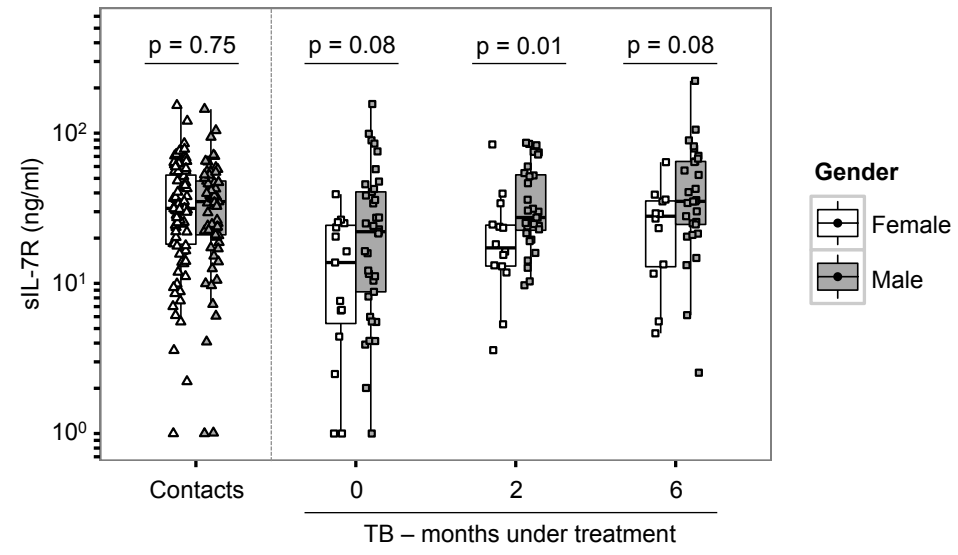 p = 0.75
p = 0.08
p = 0.01
p = 0.08
sIL-7R (ng/ml)
10²
10¹
10⁰
Contacts
0
2
6
TB – months under treatment
Gender
Female
Male